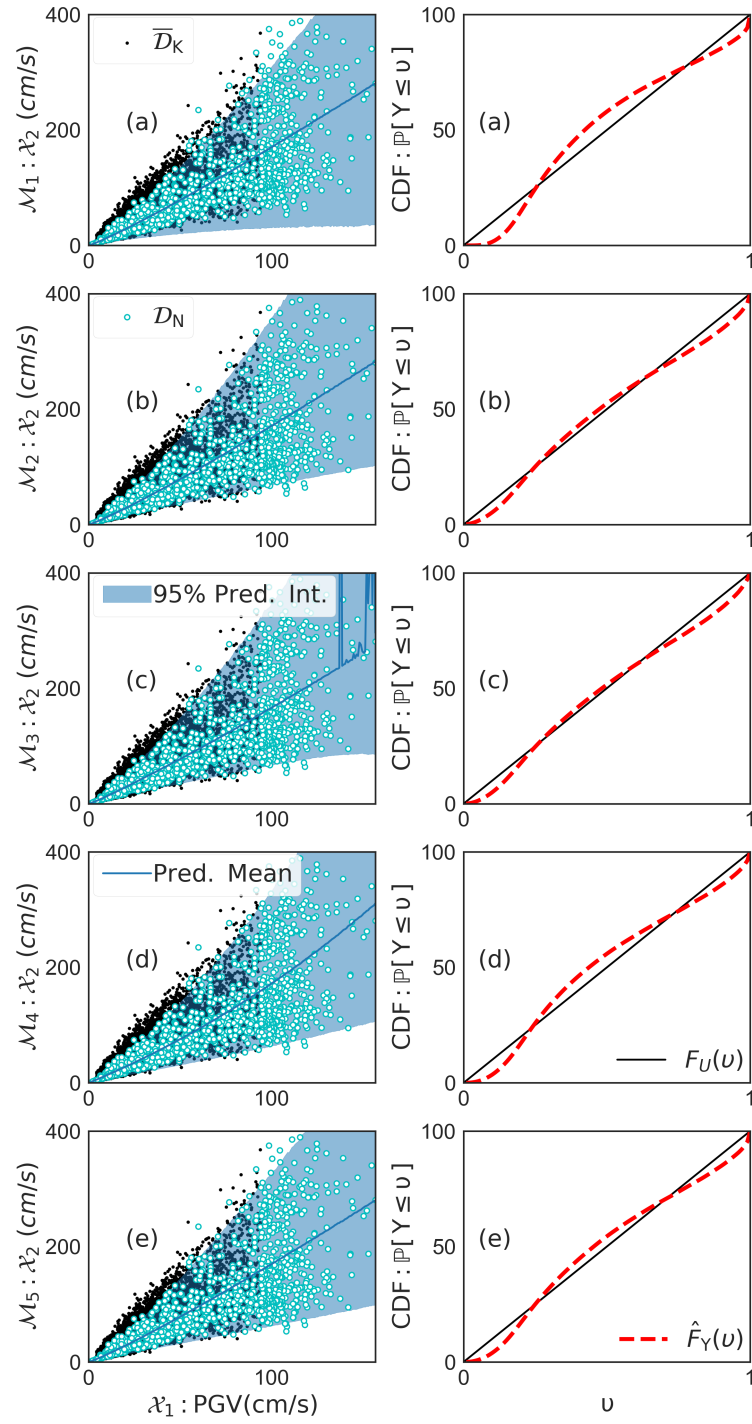 400
200
0
0
100
ℳ₁ : 𝒳₂ (cm/s)
𝒟̅_K
(a)
100
50
0
0
1
CDF : ℙ[ Y ≤ υ]
(a)
400
200
0
0
100
ℳ₂ : 𝒳₂ (cm/s)
𝒟_N
(b)
100
50
0
0
1
CDF : ℙ[ Y ≤ υ]
(b)
400
200
0
0
100
ℳ₃ : 𝒳₂ (cm/s)
95% Pred. Int.
(c)
100
50
0
0
1
CDF : ℙ[ Y ≤ υ]
(c)
400
200
0
0
100
ℳ₄ : 𝒳₂ (cm/s)
Pred. Mean
(d)
100
50
0
0
1
CDF : ℙ[ Y ≤ υ]
(d)
F_U(υ)
400
200
0
0
100
ℳ₅ : 𝒳₂ (cm/s)
(e)
𝒳₁ : PGV(cm/s)
100
50
0
0
1
CDF : ℙ[ Y ≤ υ]
(e)
F̂_Y(υ)
υ